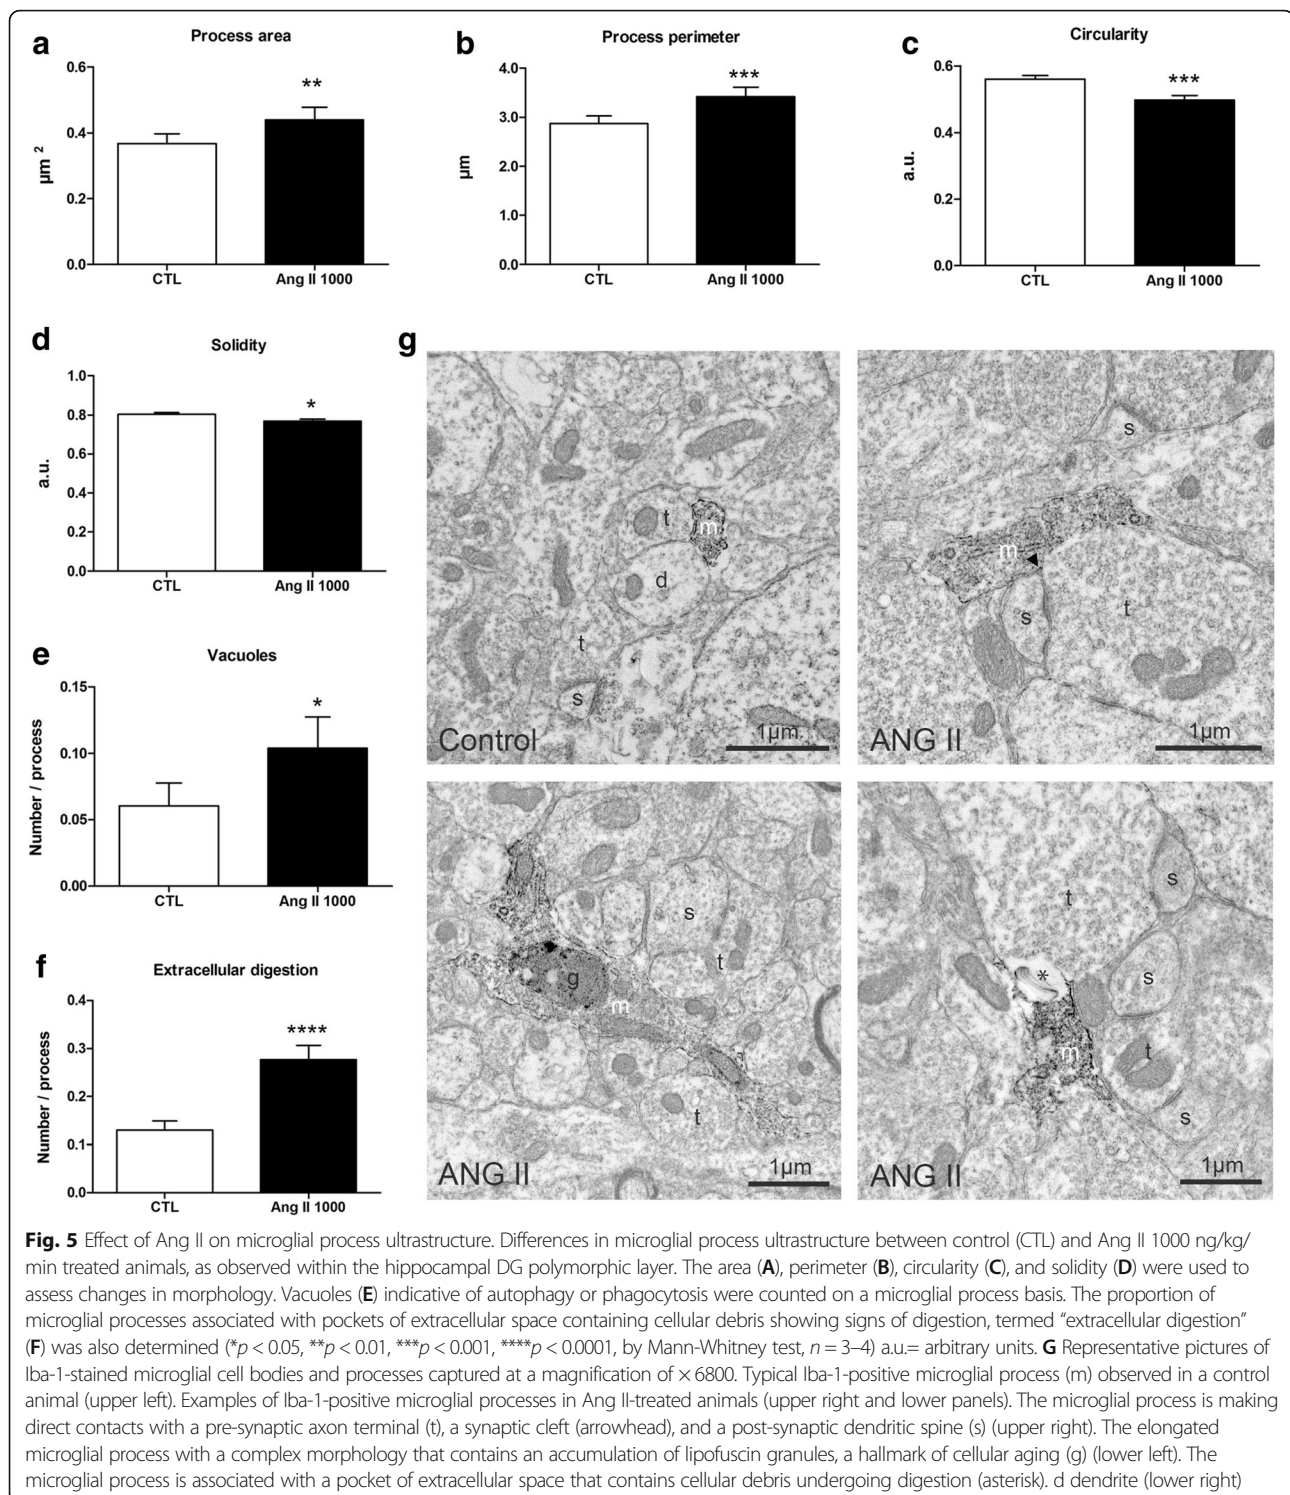 a
Process area
0.6
0.4
0.2
0.0
µm 2
**
CTL
Ang II 1000
b
Process perimeter
4.0
3.0
2.0
1.0
0.0
µm
***
CTL
Ang II 1000
c
Circularity
0.6
0.4
0.2
0.0
a.u.
***
CTL
Ang II 1000
d
Solidity
1.0
0.8
0.6
0.4
0.2
0.0
a.u.
*
CTL
Ang II 1000
e
Vacuoles
0.15
0.10
0.05
0.00
Number / process
*
CTL
Ang II 1000
f
Extracellular digestion
0.4
0.3
0.2
0.1
0.0
Number / process
****
CTL
Ang II 1000
g
t
m
d
t
s
Control
1µm
s
m
s
t
ANG II
1µm
s
t
g
m
t
ANG II
1µm
t
s
*
s
m
t
s
ANG II
1µm
Fig. 5 Effect of Ang II on microglial process ultrastructure. Differences in microglial process ultrastructure between control (CTL) and Ang II 1000 ng/kg/
min treated animals, as observed within the hippocampal DG polymorphic layer. The area (A), perimeter (B), circularity (C), and solidity (D) were used to
assess changes in morphology. Vacuoles (E) indicative of autophagy or phagocytosis were counted on a microglial process basis. The proportion of
microglial processes associated with pockets of extracellular space containing cellular debris showing signs of digestion, termed “extracellular digestion”
(F) was also determined (*p < 0.05, **p < 0.01, ***p < 0.001, ****p < 0.0001, by Mann-Whitney test, n = 3–4) a.u.= arbitrary units. G Representative pictures of
Iba-1-stained microglial cell bodies and processes captured at a magnification of × 6800. Typical Iba-1-positive microglial process (m) observed in a control
animal (upper left). Examples of Iba-1-positive microglial processes in Ang II-treated animals (upper right and lower panels). The microglial process is making
direct contacts with a pre-synaptic axon terminal (t), a synaptic cleft (arrowhead), and a post-synaptic dendritic spine (s) (upper right). The elongated
microglial process with a complex morphology that contains an accumulation of lipofuscin granules, a hallmark of cellular aging (g) (lower left). The
microglial process is associated with a pocket of extracellular space that contains cellular debris undergoing digestion (asterisk). d dendrite (lower right)